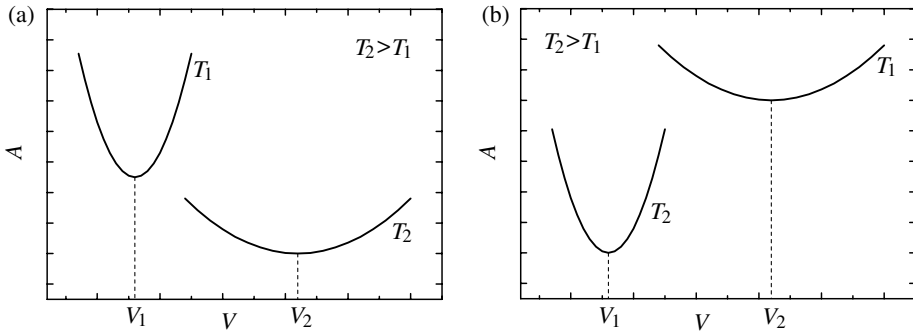 (a)
T₂>T₁
T₁
A
T₂
V₁
V
V₂
(b)
T₂>T₁
T₁
A
T₂
V₁
V
V₂